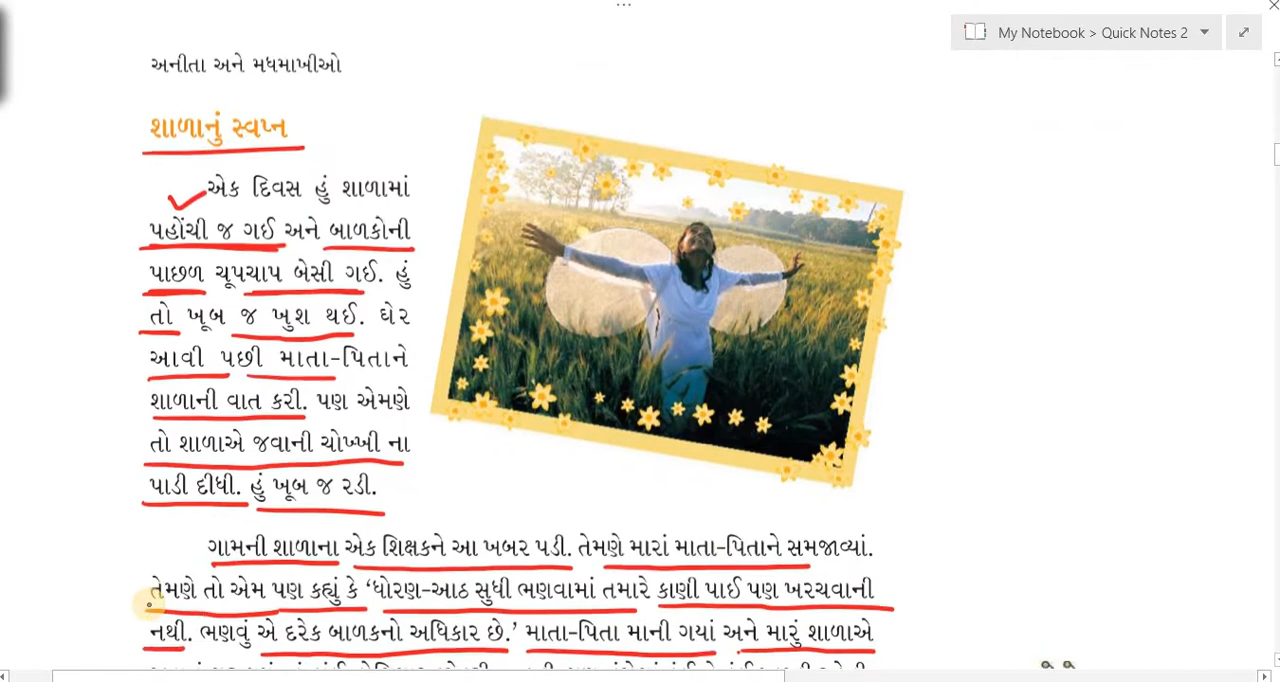 My Notebook > Quick Notes 2
અનીતા અને મધમાખીઓ
શાળાનું સ્વપ્ન
એક દિવસ હું શાળામાં
પહોંચી જ ગઈ અને બાળકોની
પાછળ ચૂપચાપ બેસી ગઈ. હું
તો ખૂબ જ ખુશ થઈ. ઘેર
આવી પછી માતા-પિતાને
શાળાની વાત કરી. પણ એમણે
તો શાળાએ જવાની ચોખ્ખી ના
પાડી દીધી. હું ખૂબ જ રડી.
ગામની શાળાના એક શિક્ષકને આ ખબર પડી. તેમણે મારાં માતા-પિતાને સમજાવ્યાં.
તેમણે તો એમ પણ કહ્યું કે ‘ધોરણ-આઠ સુધી ભણવામાં તમારે કાણી પાઈ પણ ખરચવાની
નથી. ભણવું એ દરેક બાળકનો અધિકાર છે.’ માતા-પિતા માની ગયાં અને મારું શાળાએ